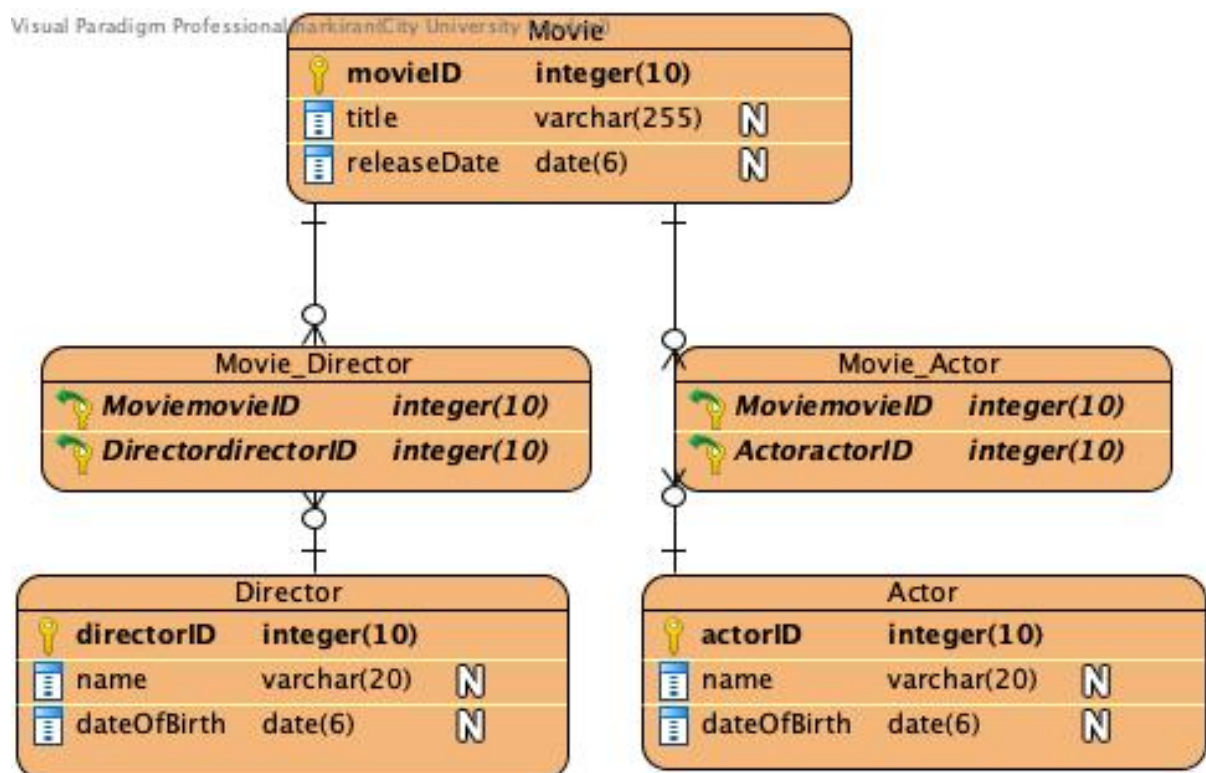 Visual Paradigm Professional(City University
Movie
movieID integer(10)
title varchar(255) N
releaseDate date(6) N
Movie_Director
MoviemovieID integer(10)
DirectordirectorID integer(10)
Movie_Actor
MoviemovieID integer(10)
ActoractorID integer(10)
Director
directorID integer(10)
name varchar(20) N
dateOfBirth date(6) N
Actor
actorID integer(10)
name varchar(20) N
dateOfBirth date(6) N